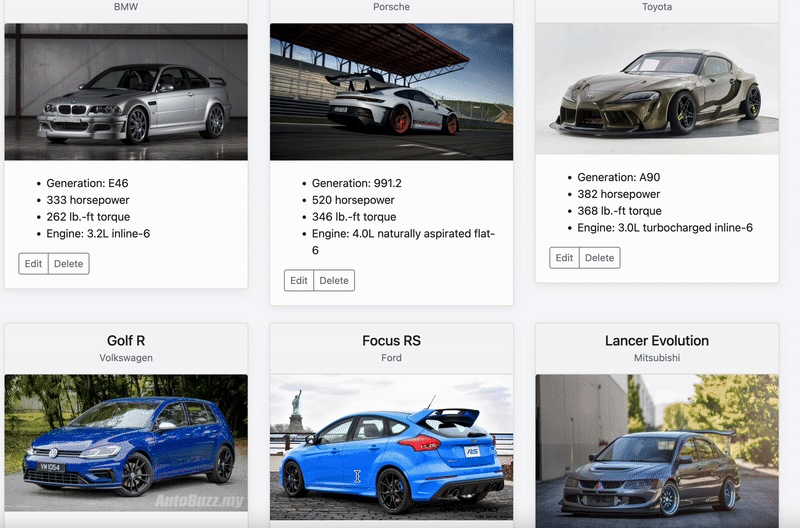 BMW
Porsche
Toyota
Generation: E46
333 horsepower
262 lb.-ft torque
Engine: 3.2L inline-6
Edit
Delete
Generation: 991.2
520 horsepower
346 lb.-ft torque
Engine: 4.0L naturally aspirated flat-
6
Edit
Delete
Generation: A90
382 horsepower
368 lb.-ft torque
Engine: 3.0L turbocharged inline-6
Edit
Delete
Golf R
Volkswagen
Focus RS
Ford
Lancer Evolution
Mitsubishi
VW 1054
AutoBuzz.my
RS